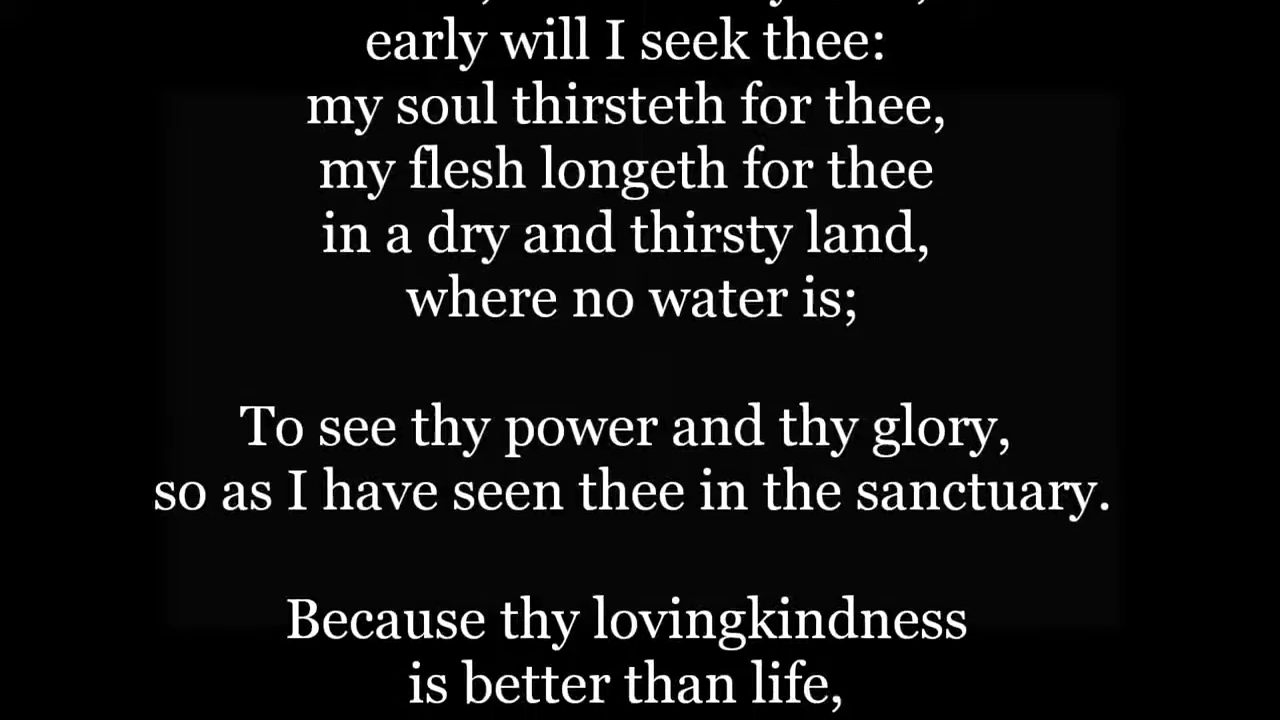 early will I seek thee:
my soul thirsteth for thee,
my flesh longeth for thee
in a dry and thirsty land,
where no water is;
To see thy power and thy glory,
so as I have seen thee in the sanctuary.
Because thy lovingkindness
is better than life,